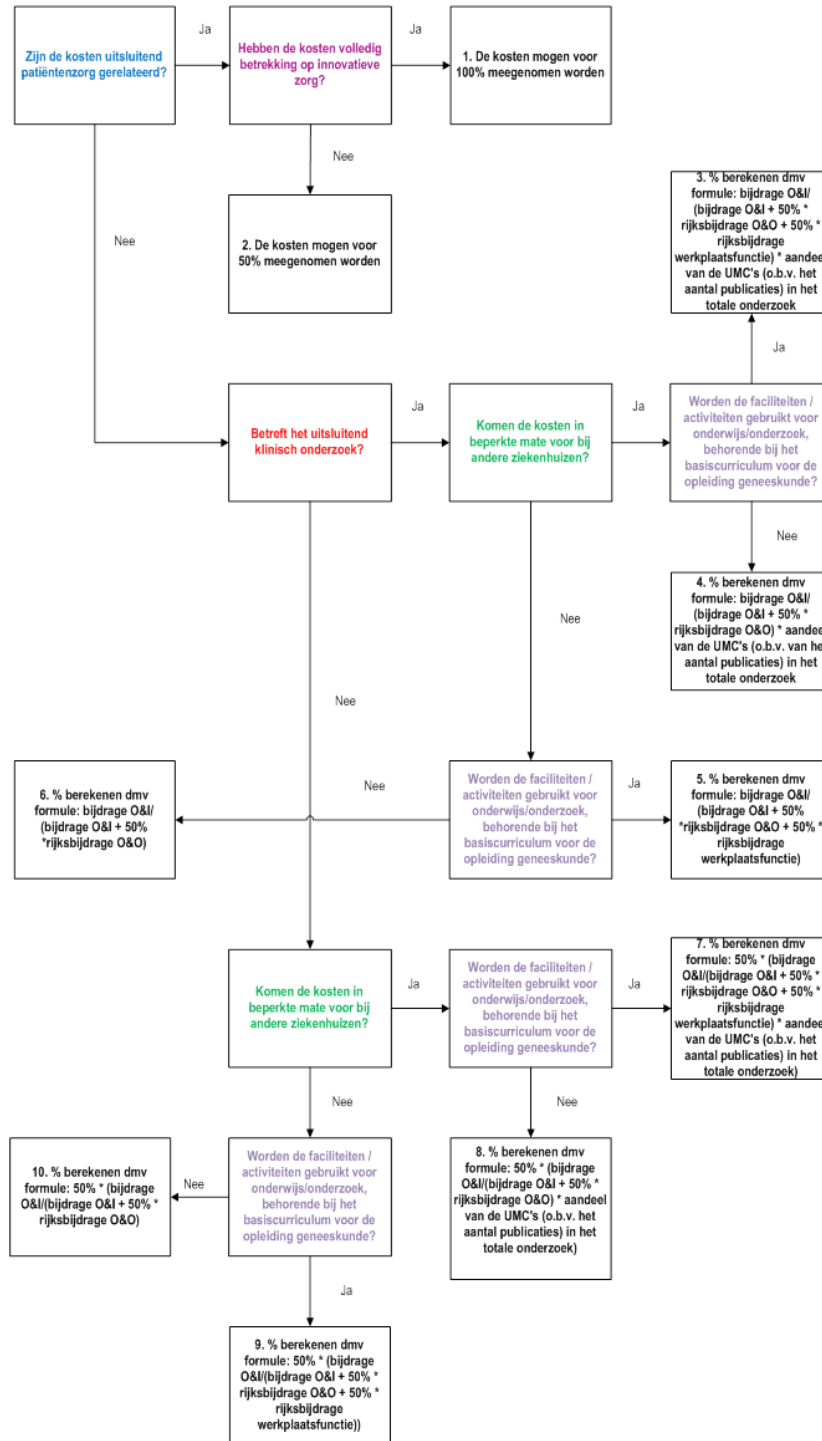 Ja
Ja
Zijn de kosten uitsluitend
patiëntenzorg gerelateerd?
Hebben de kosten volledig
betrekking op innovatieve
zorg?
1. De kosten mogen voor
100% meegenomen worden
Nee
Nee
2. De kosten mogen voor
50% meegenomen worden
3. % berekenen dmv
formule: bijdrage O&I/
(bijdrage O&I + 50% *
rijksbijdrage O&O + 50% *
rijksbijdrage
werkplaatsfunctie) * aandeel
van de UMC's (o.b.v. het
aantal publicaties) in het
totale onderzoek
Ja
Betreft het uitsluitend
klinisch onderzoek?
Ja
Komen de kosten in
beperkte mate voor bij
andere ziekenhuizen?
Ja
Worden de faciliteiten /
activiteiten gebruikt voor
onderwijs/onderzoek,
behorende bij het
basiscurriculum voor de
opleiding geneeskunde?
Nee
4. % berekenen dmv
formule: bijdrage O&I/
(bijdrage O&I + 50% *
rijksbijdrage O&O) * aandeel
van de UMC's (o.b.v. van het
aantal publicaties) in het
totale onderzoek
Nee
Nee
6. % berekenen dmv
formule: bijdrage O&I/
(bijdrage O&I + 50%
*rijksbijdrage O&O)
Nee
Worden de faciliteiten /
activiteiten gebruikt voor
onderwijs/onderzoek,
behorende bij het
basiscurriculum voor de
opleiding geneeskunde?
Ja
5. % berekenen dmv
formule: bijdrage O&I/
(bijdrage O&I + 50%
*rijksbijdrage O&O + 50% *
rijksbijdrage
werkplaatsfunctie)
Komen de kosten in
beperkte mate voor bij
andere ziekenhuizen?
Ja
Worden de faciliteiten /
activiteiten gebruikt voor
onderwijs/onderzoek,
behorende bij het
basiscurriculum voor de
opleiding geneeskunde?
Ja
7. % berekenen dmv
formule: 50% * (bijdrage
O&I/(bijdrage O&I + 50% *
rijksbijdrage O&O + 50% *
rijksbijdrage
werkplaatsfunctie) * aandeel
van de UMC's (o.b.v. het
aantal publicaties) in het
totale onderzoek)
Nee
Nee
10. % berekenen dmv
formule: 50% * (bijdrage
O&I/(bijdrage O&I + 50% *
rijksbijdrage O&O)
Nee
Worden de faciliteiten /
activiteiten gebruikt voor
onderwijs/onderzoek,
behorende bij het
basiscurriculum voor de
opleiding geneeskunde?
8. % berekenen dmv
formule: 50% * (bijdrage
O&I/(bijdrage O&I + 50% *
rijksbijdrage O&O) * aandeel
van de UMC's (o.b.v. het
aantal publicaties) in het
totale onderzoek)
Ja
9. % berekenen dmv
formule: 50% * (bijdrage
O&I/(bijdrage O&I + 50% *
rijksbijdrage O&O + 50% *
rijksbijdrage
werkplaatsfunctie))